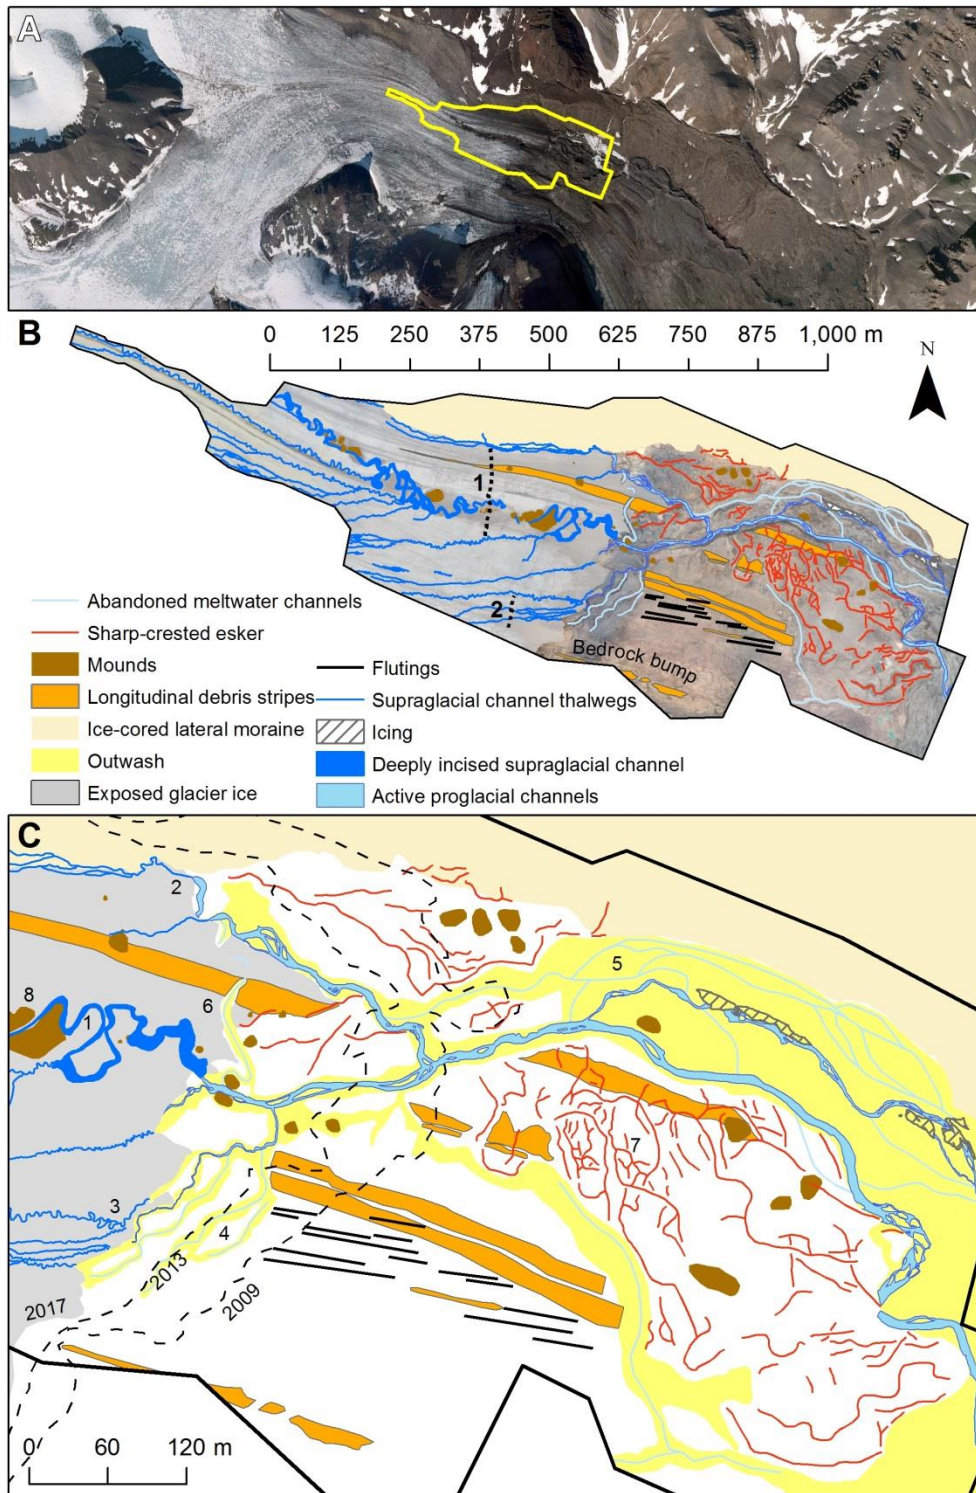 A
B
0 125 250 375 500 625 750 875 1,000 m
N
1
2
Bedrock bump
Abandoned meltwater channels
Sharp-crested esker
Mounds
Longitudinal debris stripes
Ice-cored lateral moraine
Outwash
Exposed glacier ice
Flutings
Supraglacial channel thalwegs
Icing
Deeply incised supraglacial channel
Active proglacial channels
C
2
5
8
1
6
7
3
4
2013
2009
2017
0 60 120 m